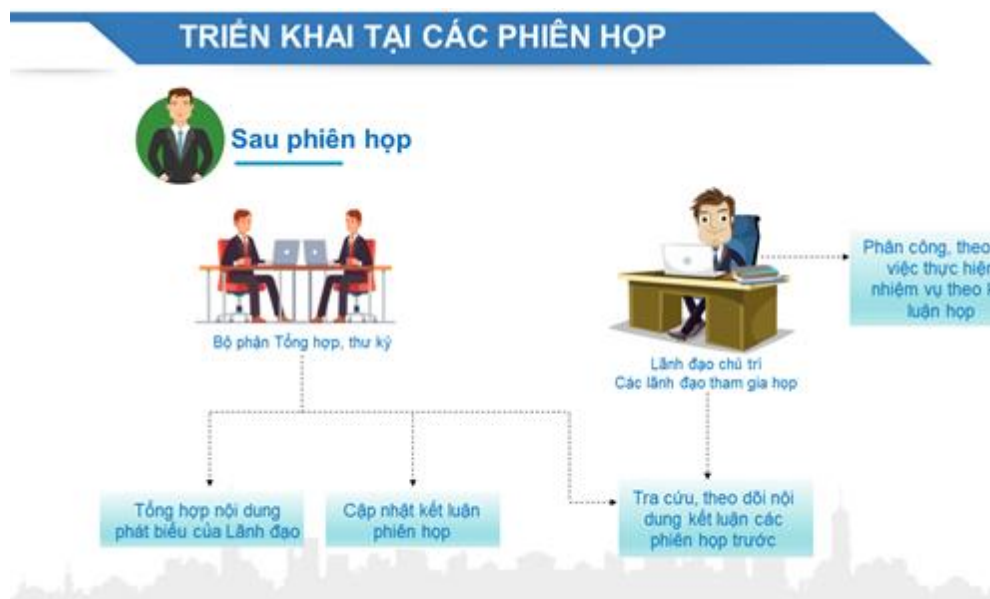 TRIỂN KHAI TẠI CÁC PHIÊN HỌP
Sau phiên họp
Bộ phận Tổng hợp, thư ký
Lãnh đạo chủ trì
Các lãnh đạo tham gia họp
Phân công, theo
việc thực hiện
nhiệm vụ theo
luận họp
Tổng hợp nội dung
phát biểu của Lãnh đạo
Cập nhật kết luận
phiên họp
Tra cứu, theo dõi nội
dung kết luận các
phiên họp trước